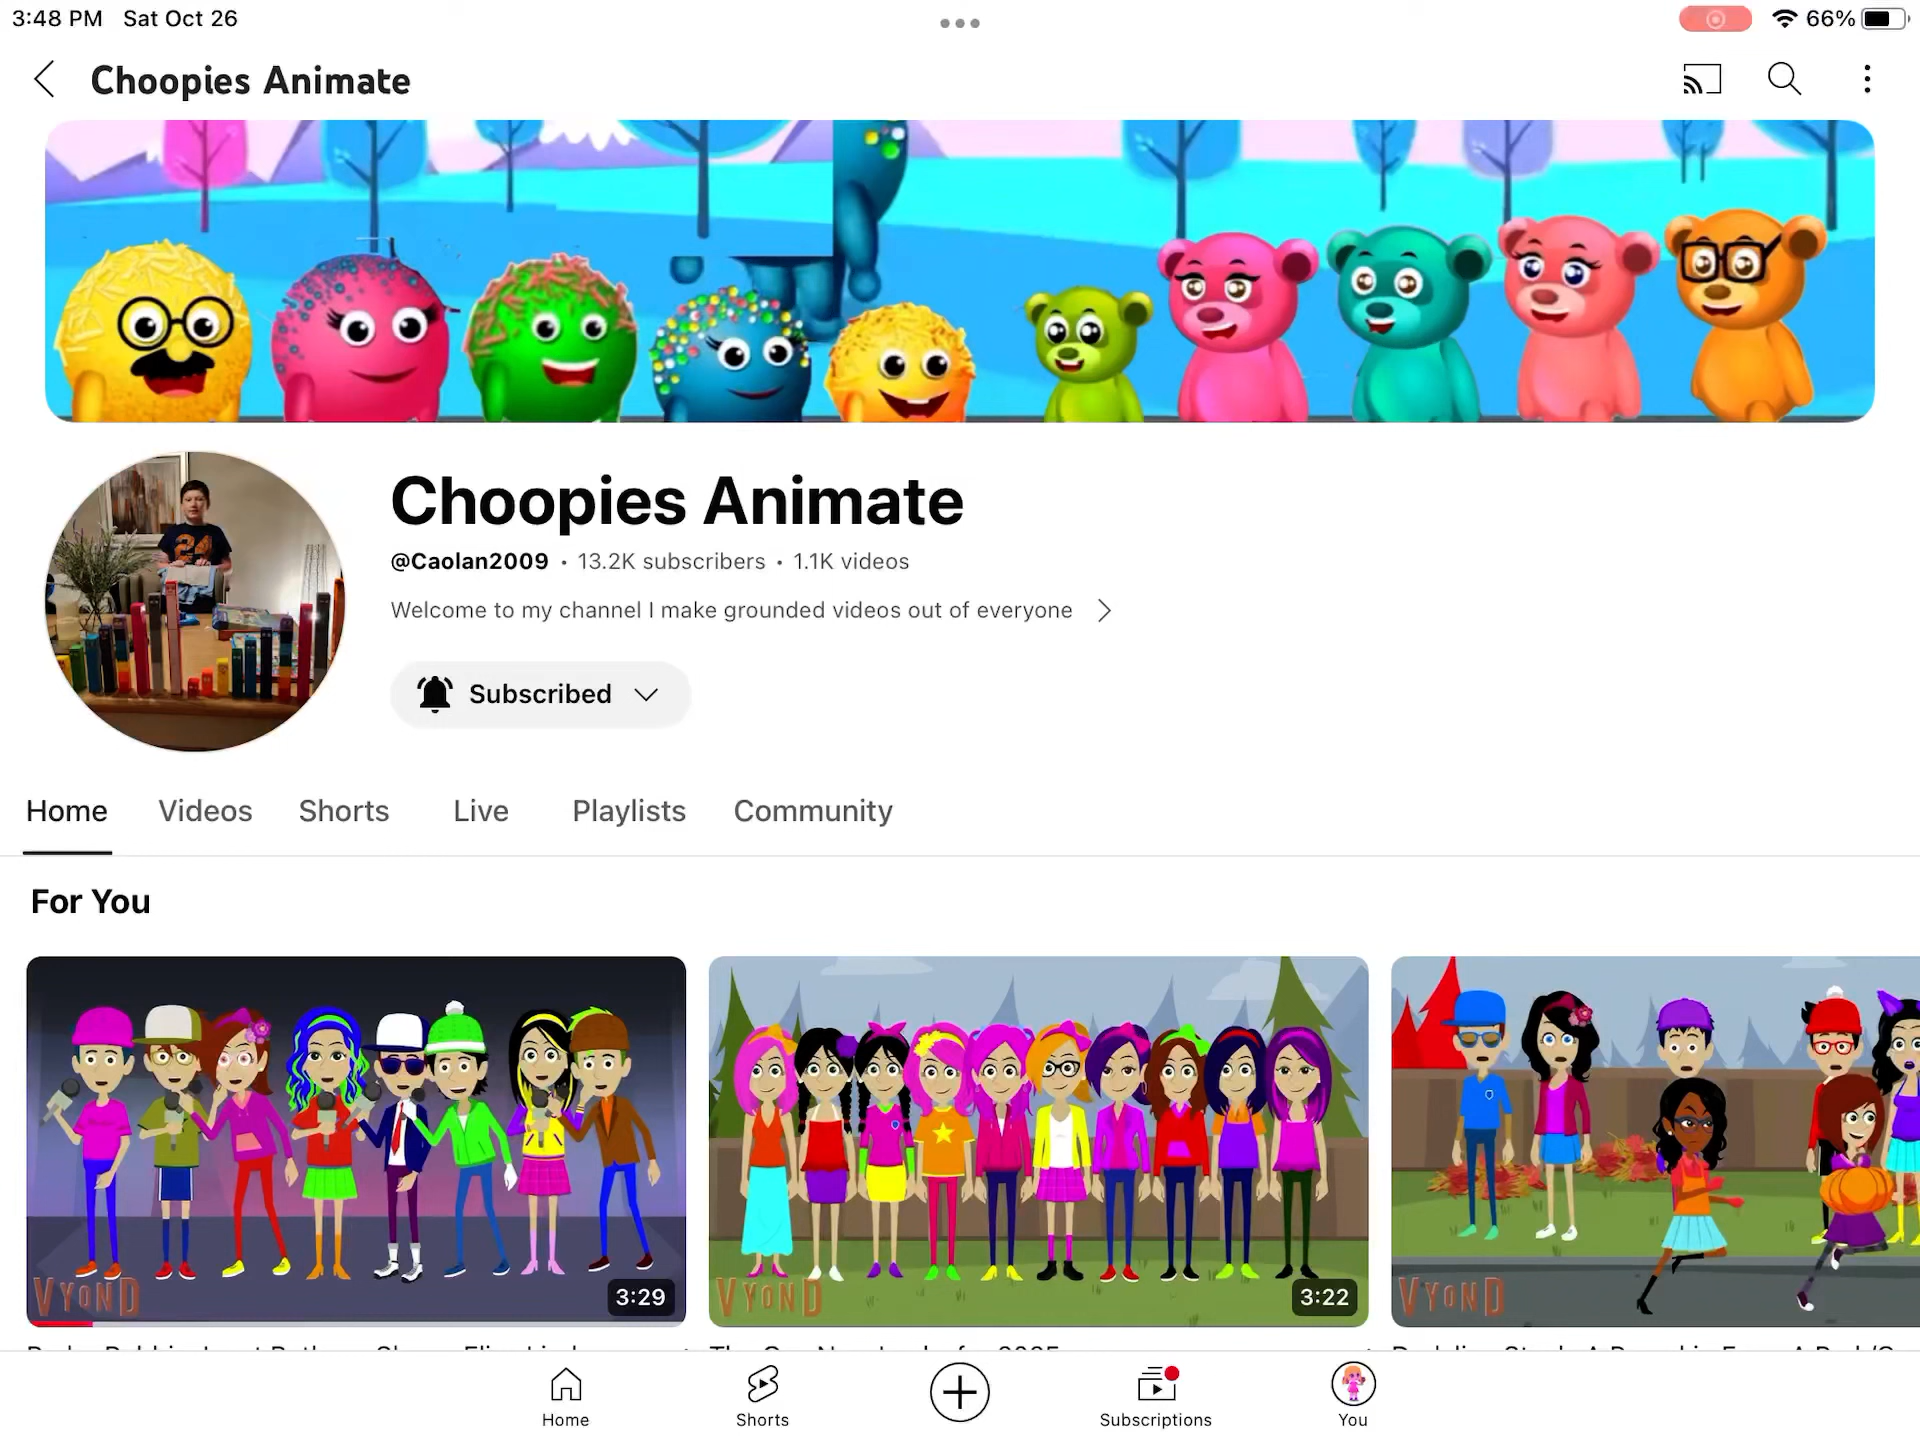 3:48 PM Sat Oct 26
66%
Choopies Animate
24
Choopies Animate
@Caolan2009 • 13.2K subscribers • 1.1K videos
Welcome to my channel I make grounded videos out of everyone
Subscribed
Home Videos Shorts Live Playlists Community
For You
VYOND 3:29
VYOND 3:22
VYOND
Home Shorts Subscriptions You